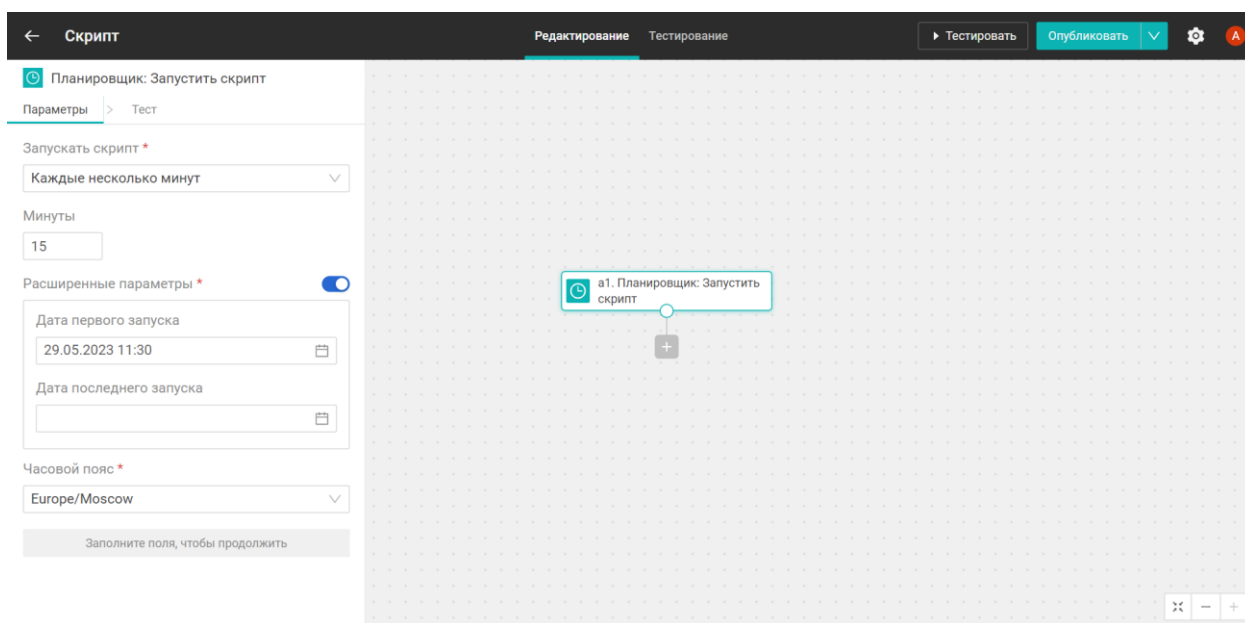 Скрипт
Редактирование
Тестирование
Тестировать
Опубликовать
А
Планировщик: Запустить скрипт
Параметры
Тест
Запускать скрипт *
Каждые несколько минут
Минуты
15
Расширенные параметры *
Дата первого запуска
29.05.2023 11:30
Дата последнего запуска
Часовой пояс *
Europe/Moscow
Заполните поля, чтобы продолжить
а1. Планировщик: Запустить
скрипт